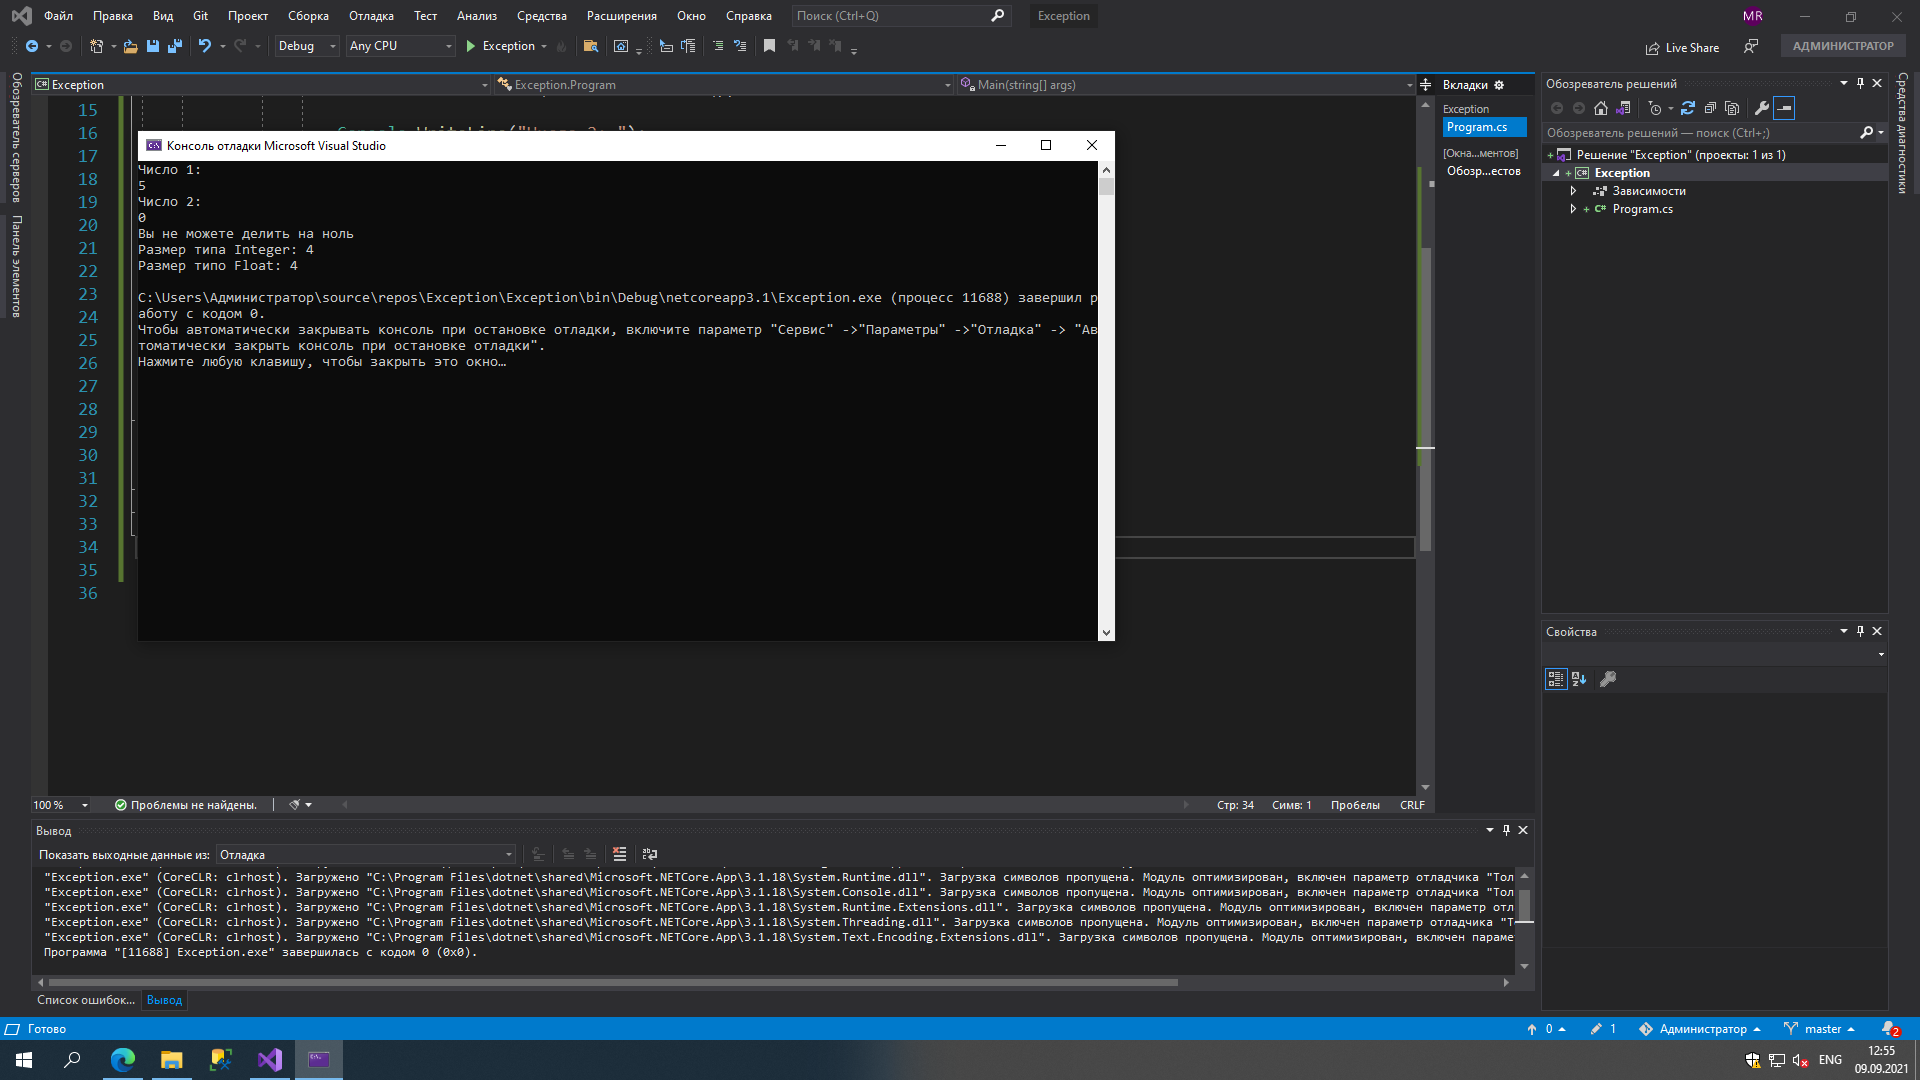 Файл Правка Вид Git Проект Сборка Отладка Тест Анализ Средства Расширения Окно Справка Поиск (Ctrl+Q) Exception MR
Debug Any CPU Exception Live Share АДМИНИСТРАТОР
Обозреватель серверов
Панель элементов
Exception Exception.Program Main(string[] args)
15
16
17
18
19
20
21
22
23
24
25
26
27
28
29
30
31
32
33
34
35
36
Консоль отладки Microsoft Visual Studio
Число 1:
5
Число 2:
0
Вы не можете делить на ноль
Размер типа Integer: 4
Размер типо Float: 4
C:\Users\Администратор\source\repos\Exception\Exception\bin\Debug\netcoreapp3.1\Exception.exe (процесс 11688) завершил р
аботу с кодом 0.
Чтобы автоматически закрывать консоль при остановке отладки, включите параметр "Сервис" ->"Параметры" ->"Отладка" -> "Ав
томатически закрыть консоль при остановке отладки".
Нажмите любую клавишу, чтобы закрыть это окно…
Вкладки
Exception
Program.cs
[Окна...ментов]
Обозр...естов
Обозреватель решений
Обозреватель решений — поиск (Ctrl+;)
Решение "Exception" (проекты: 1 из 1)
Exception
Зависимости
Program.cs
Свойства
Средства диагностики
100 % Проблемы не найдены. Стр: 34 Симв: 1 Пробелы CRLF
Вывод
Показать выходные данные из: Отладка
"Exception.exe" (CoreCLR: clrhost). Загружено "C:\Program Files\dotnet\shared\Microsoft.NETCore.App\3.1.18\System.Runtime.dll". Загрузка символов пропущена. Модуль оптимизирован, включен параметр отладчика "Тол
"Exception.exe" (CoreCLR: clrhost). Загружено "C:\Program Files\dotnet\shared\Microsoft.NETCore.App\3.1.18\System.Console.dll". Загрузка символов пропущена. Модуль оптимизирован, включен параметр отладчика "Тол
"Exception.exe" (CoreCLR: clrhost). Загружено "C:\Program Files\dotnet\shared\Microsoft.NETCore.App\3.1.18\System.Runtime.Extensions.dll". Загрузка символов пропущена. Модуль оптимизирован, включен параметр отл
"Exception.exe" (CoreCLR: clrhost). Загружено "C:\Program Files\dotnet\shared\Microsoft.NETCore.App\3.1.18\System.Threading.dll". Загрузка символов пропущена. Модуль оптимизирован, включен параметр отладчика "Т
"Exception.exe" (CoreCLR: clrhost). Загружено "C:\Program Files\dotnet\shared\Microsoft.NETCore.App\3.1.18\System.Text.Encoding.Extensions.dll". Загрузка символов пропущена. Модуль оптимизирован, включен параме
Программа "[11688] Exception.exe" завершилась с кодом 0 (0x0).
Список ошибок... Вывод
Готово 0 1 Администратор master 2
ENG 12:55
09.09.2021